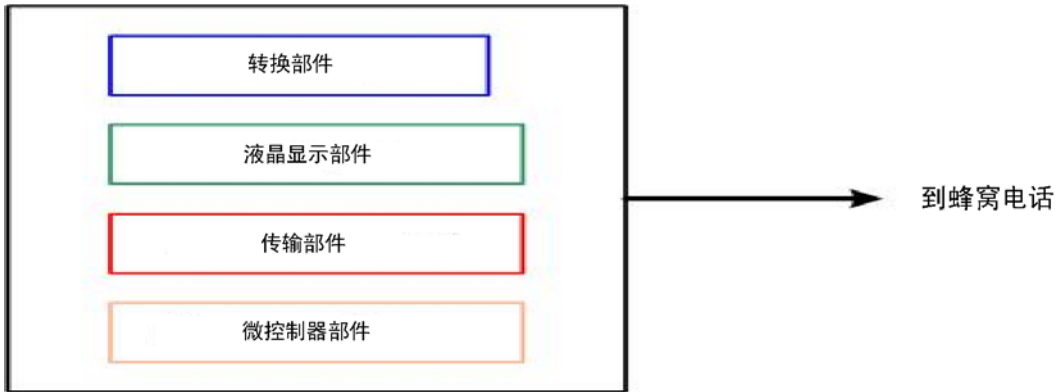 转换部件
液晶显示部件
到蜂窝电话
传输部件
微控制器部件